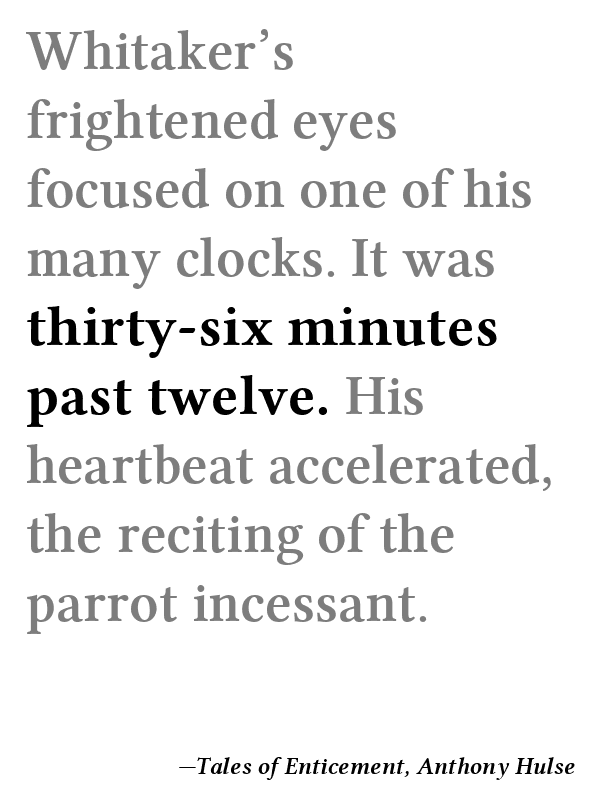 Whitaker’s
frightened eyes
focused on one of his
many clocks. It was
thirty-six minutes
past twelve. His
heartbeat accelerated,
the reciting of the
parrot incessant.
—Tales of Enticement, Anthony Hulse